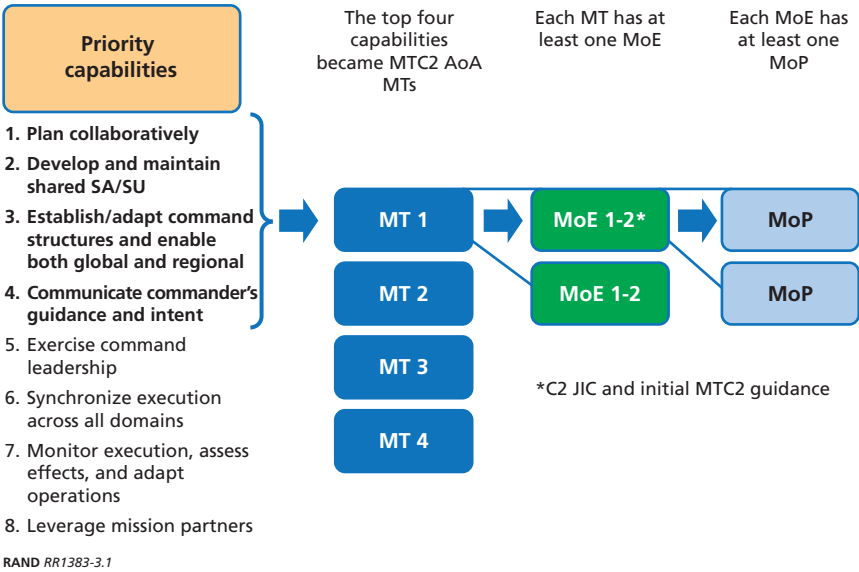 Priority
capabilities
The top four
capabilities
became MTC2 AoA
MTs
Each MT has at
least one MoE
Each MoE has
at least one
MoP
1. Plan collaboratively
2. Develop and maintain
shared SA/SU
3. Establish/adapt command
structures and enable
both global and regional
4. Communicate commander's
guidance and intent
5. Exercise command
leadership
6. Synchronize execution
across all domains
7. Monitor execution, assess
effects, and adapt
operations
8. Leverage mission partners
MT 1
MT 2
MT 3
MT 4
MoE 1-2*
MoE 1-2
MoP
MoP
*C2 JIC and initial MTC2 guidance
RAND RR1383-3.1